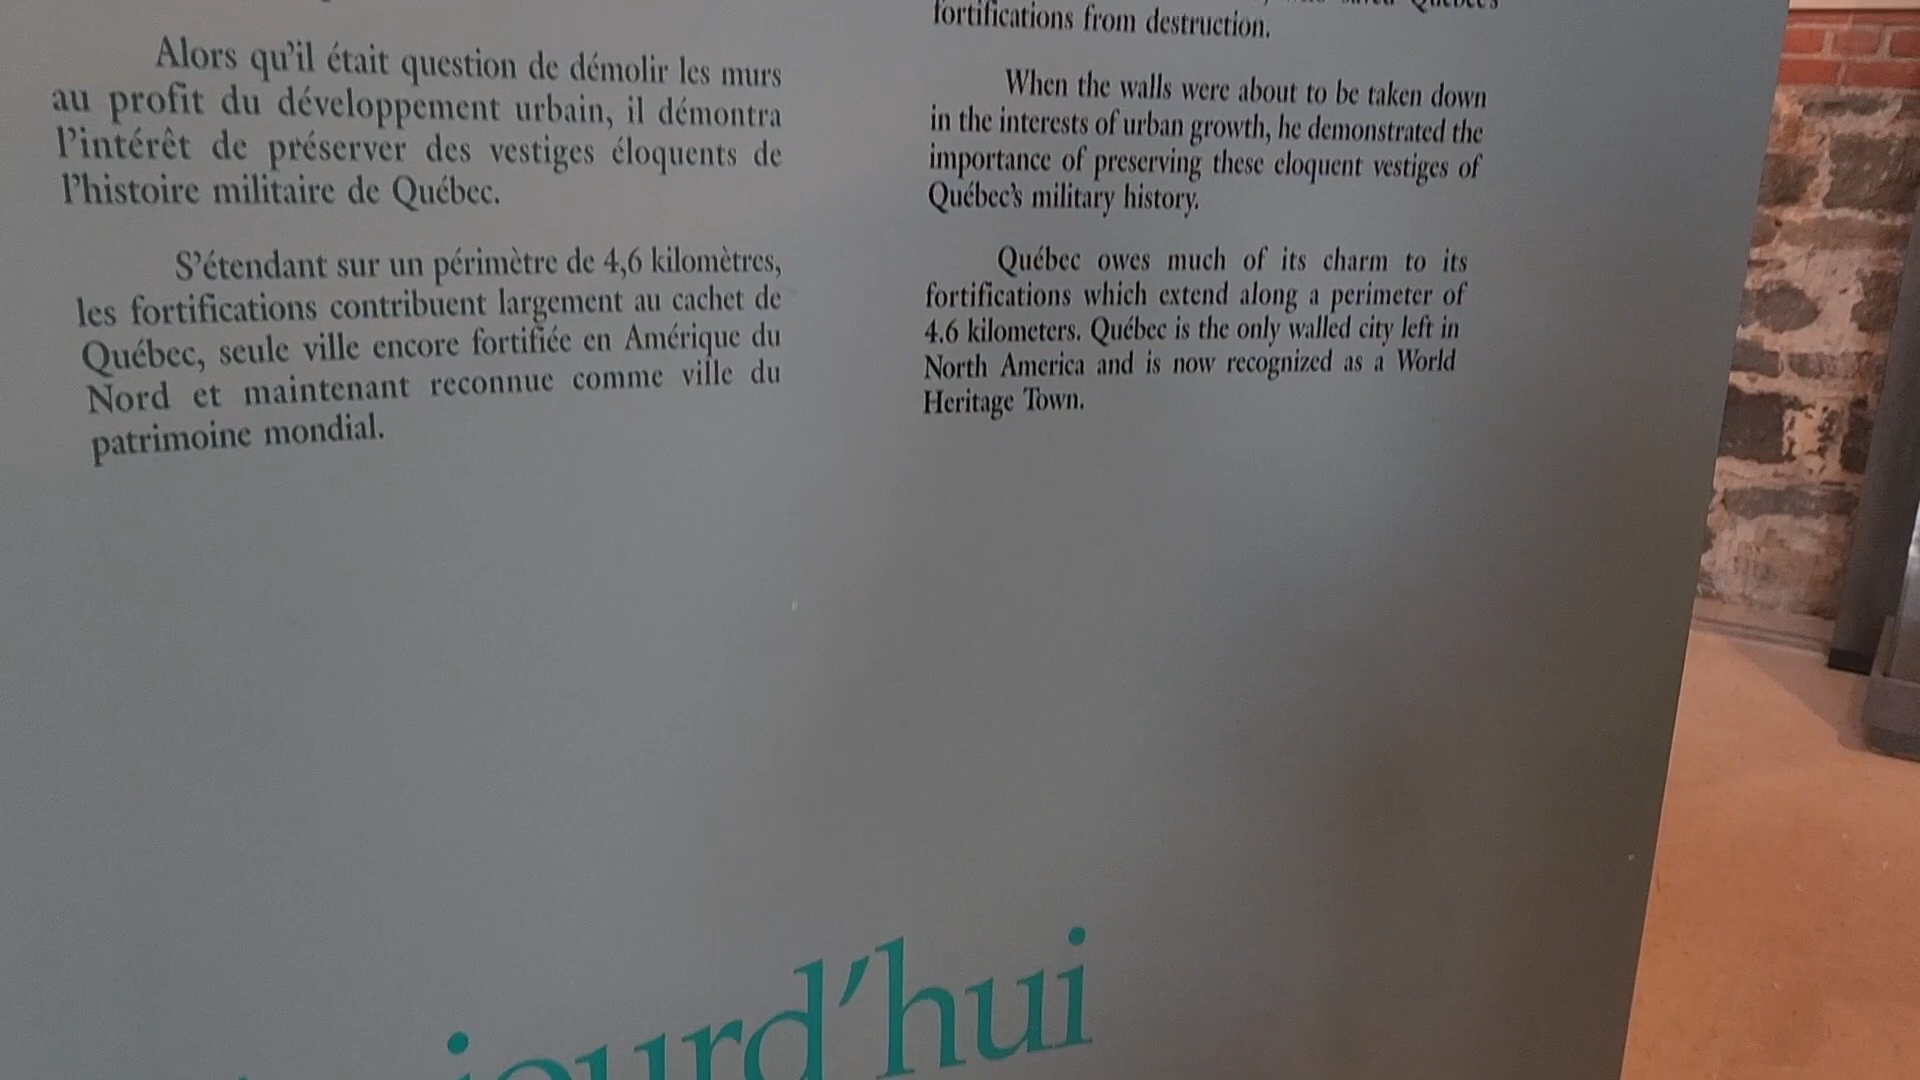 Alors qu'il était question de démolir les murs
au profit du développement urbain, il démontra
l'intérêt de préserver des vestiges éloquents de
l'histoire militaire de Québec.
S'étendant sur un périmètre de 4,6 kilomètres,
les fortifications contribuent largement au cachet de
Québec, seule ville encore fortifiée en Amérique du
Nord et maintenant reconnue comme ville du
patrimoine mondial.
saved Québec's
fortifications from destruction.
When the walls were about to be taken down
in the interests of urban growth, he demonstrated the
importance of preserving these eloquent vestiges of
Québec's military history.
Québec owes much of its charm to its
fortifications which extend along a perimeter of
4.6 kilometers. Québec is the only walled city left in
North America and is now recognized as a World
Heritage Town.
jourd'hui